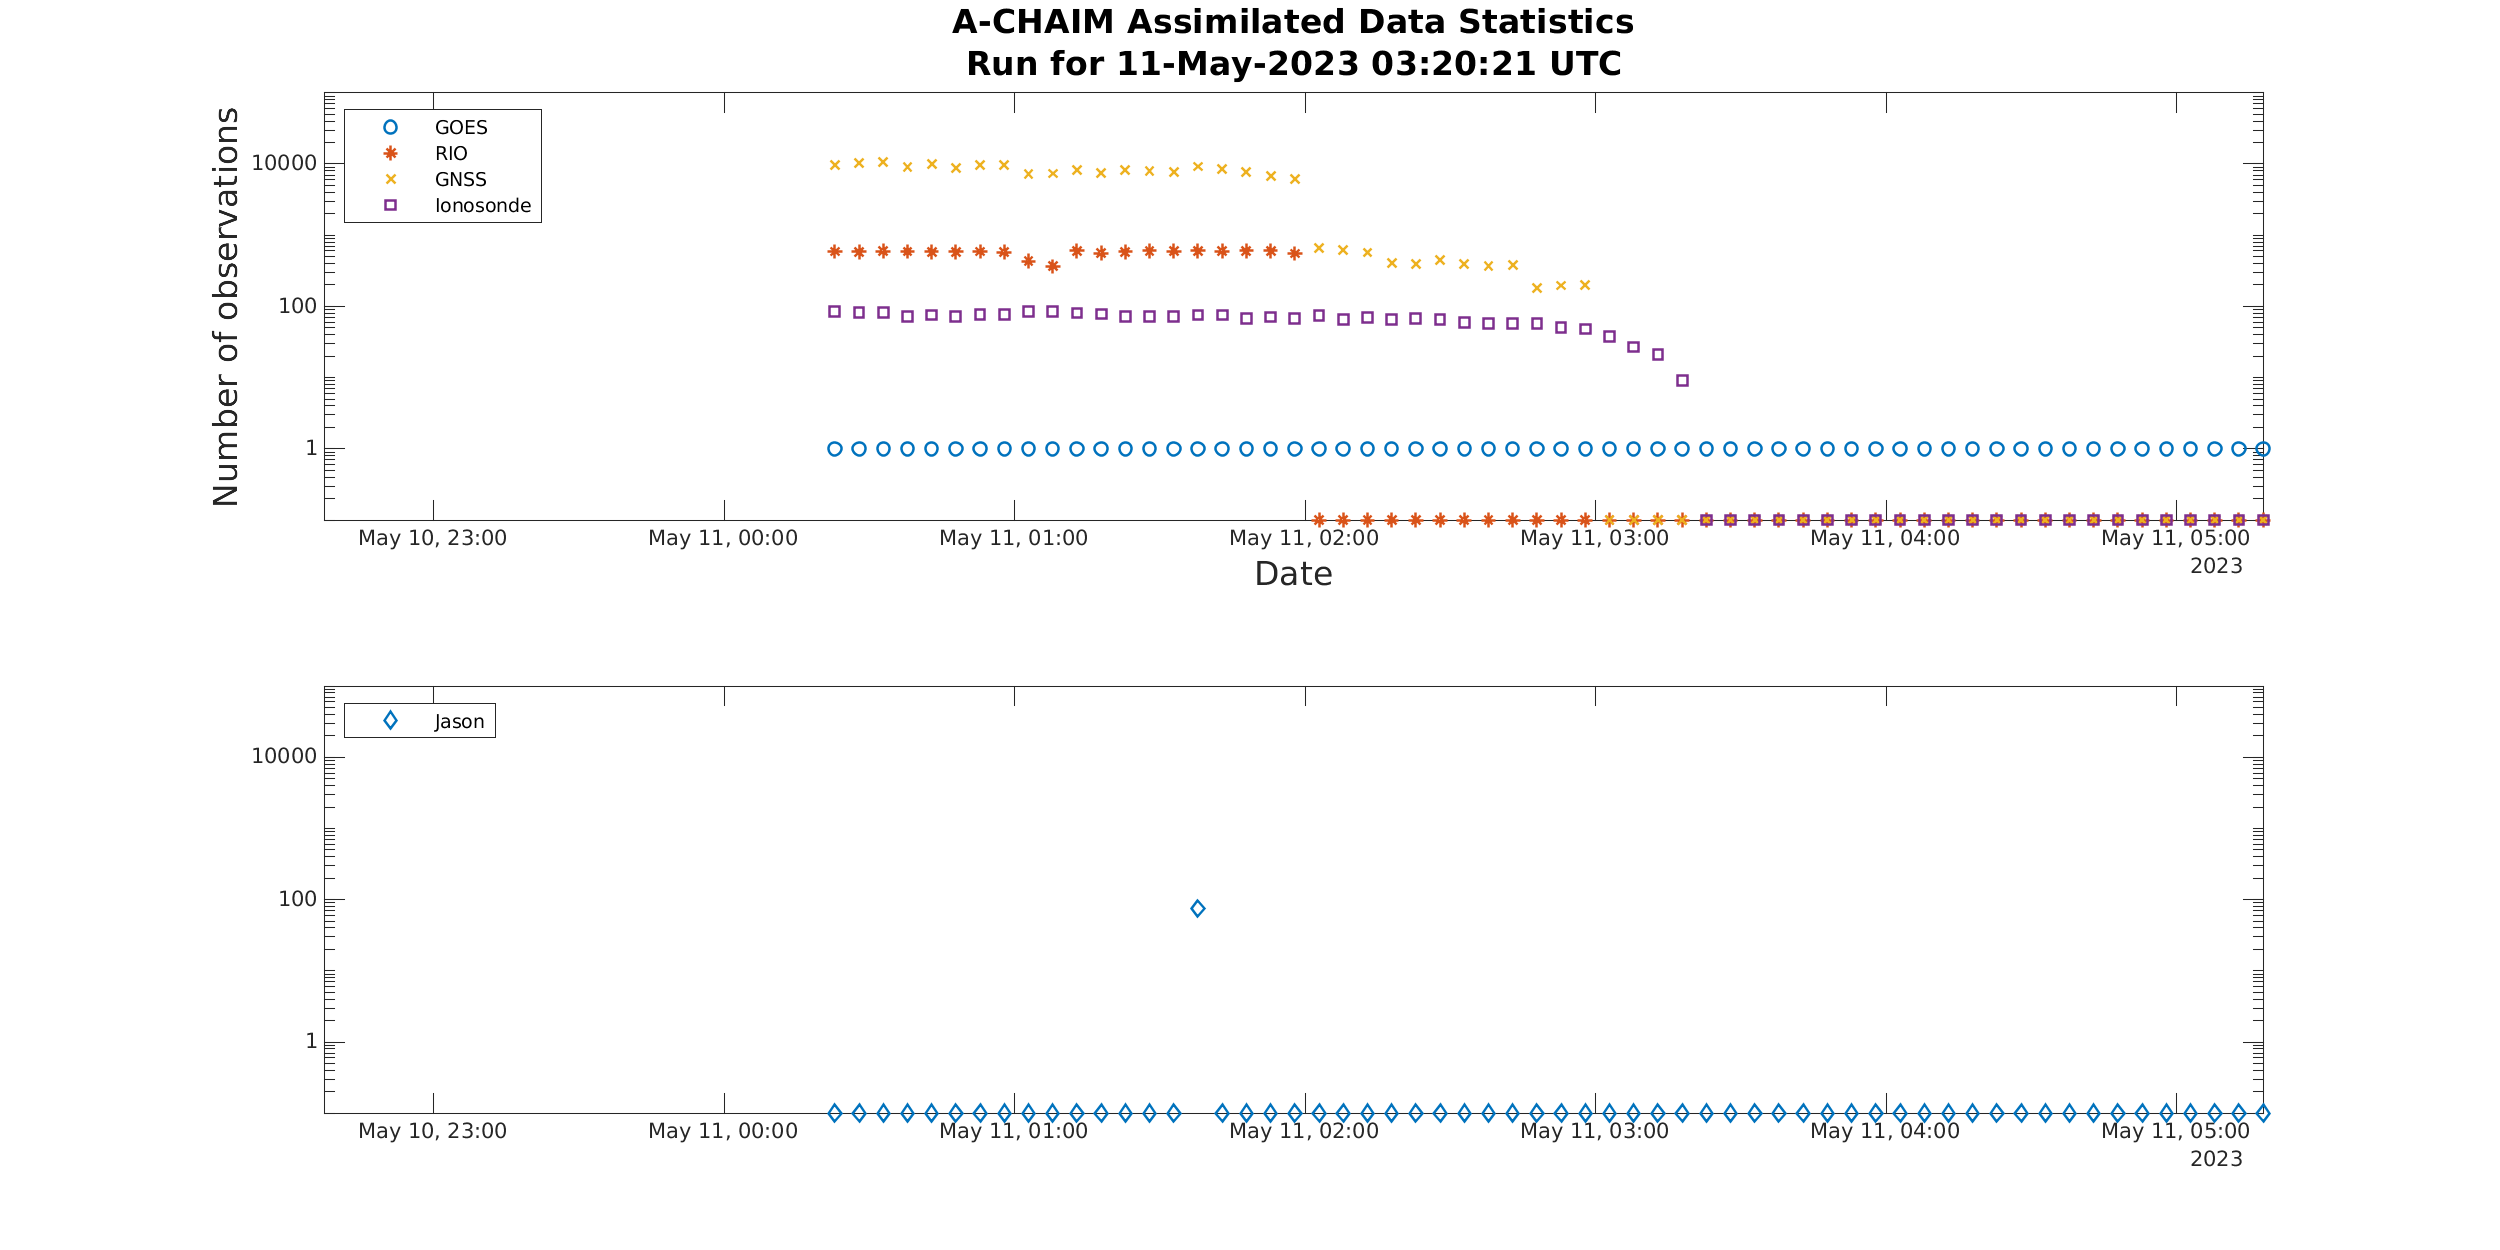 A-CHAIM Assimilated Data Statistics
Run for 11-May-2023 03:20:21 UTC
Number of observations
10000
100
1
GOES
RIO
GNSS
Ionosonde
May 10, 23:00
May 11, 00:00
May 11, 01:00
May 11, 02:00
May 11, 03:00
May 11, 04:00
May 11, 05:00
2023
Date
Jason
10000
100
1
May 10, 23:00
May 11, 00:00
May 11, 01:00
May 11, 02:00
May 11, 03:00
May 11, 04:00
May 11, 05:00
2023